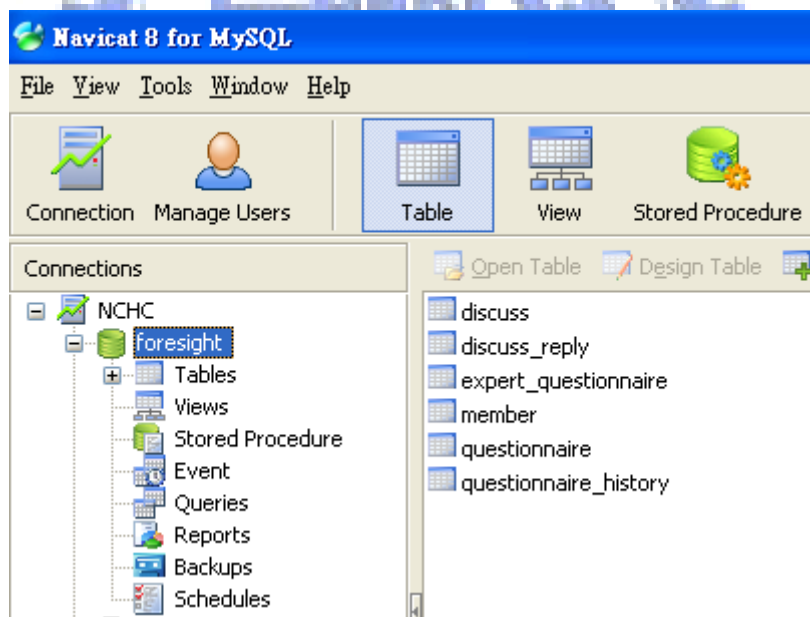 Navicat 8 for MySQL
File View Tools Window Help
Connection Manage Users Table View Stored Procedure
Connections
Open Table Design Table
NCHC
foresight
Tables
Views
Stored Procedure
Event
Queries
Reports
Backups
Schedules
discuss
discuss_reply
expert_questionnaire
member
questionnaire
questionnaire_history